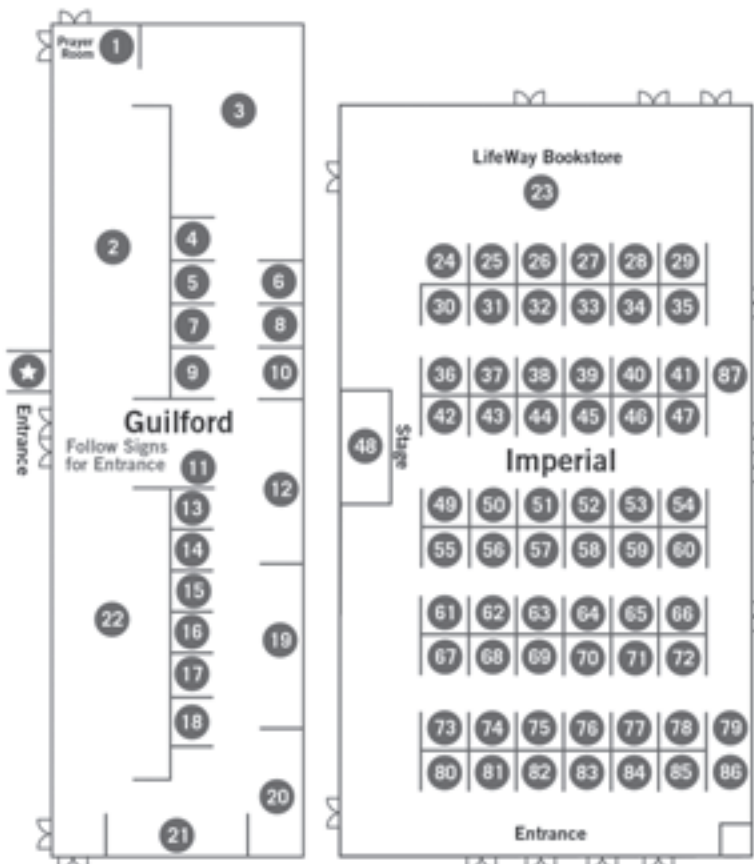 Prayer
Room
1
3
2
4
5
6
7
8
9
10
Entrance
Guilford
Follow Signs
for Entrance
11
12
13
14
15
16
17
18
22
19
20
21
LifeWay Bookstore
23
24 25 26 27 28 29
30 31 32 33 34 35
36 37 38 39 40 41 87
42 43 44 45 46 47
48
Stage
Imperial
49 50 51 52 53 54
55 56 57 58 59 60
61 62 63 64 65 66
67 68 69 70 71 72
73 74 75 76 77 78 79
80 81 82 83 84 85 86
Entrance